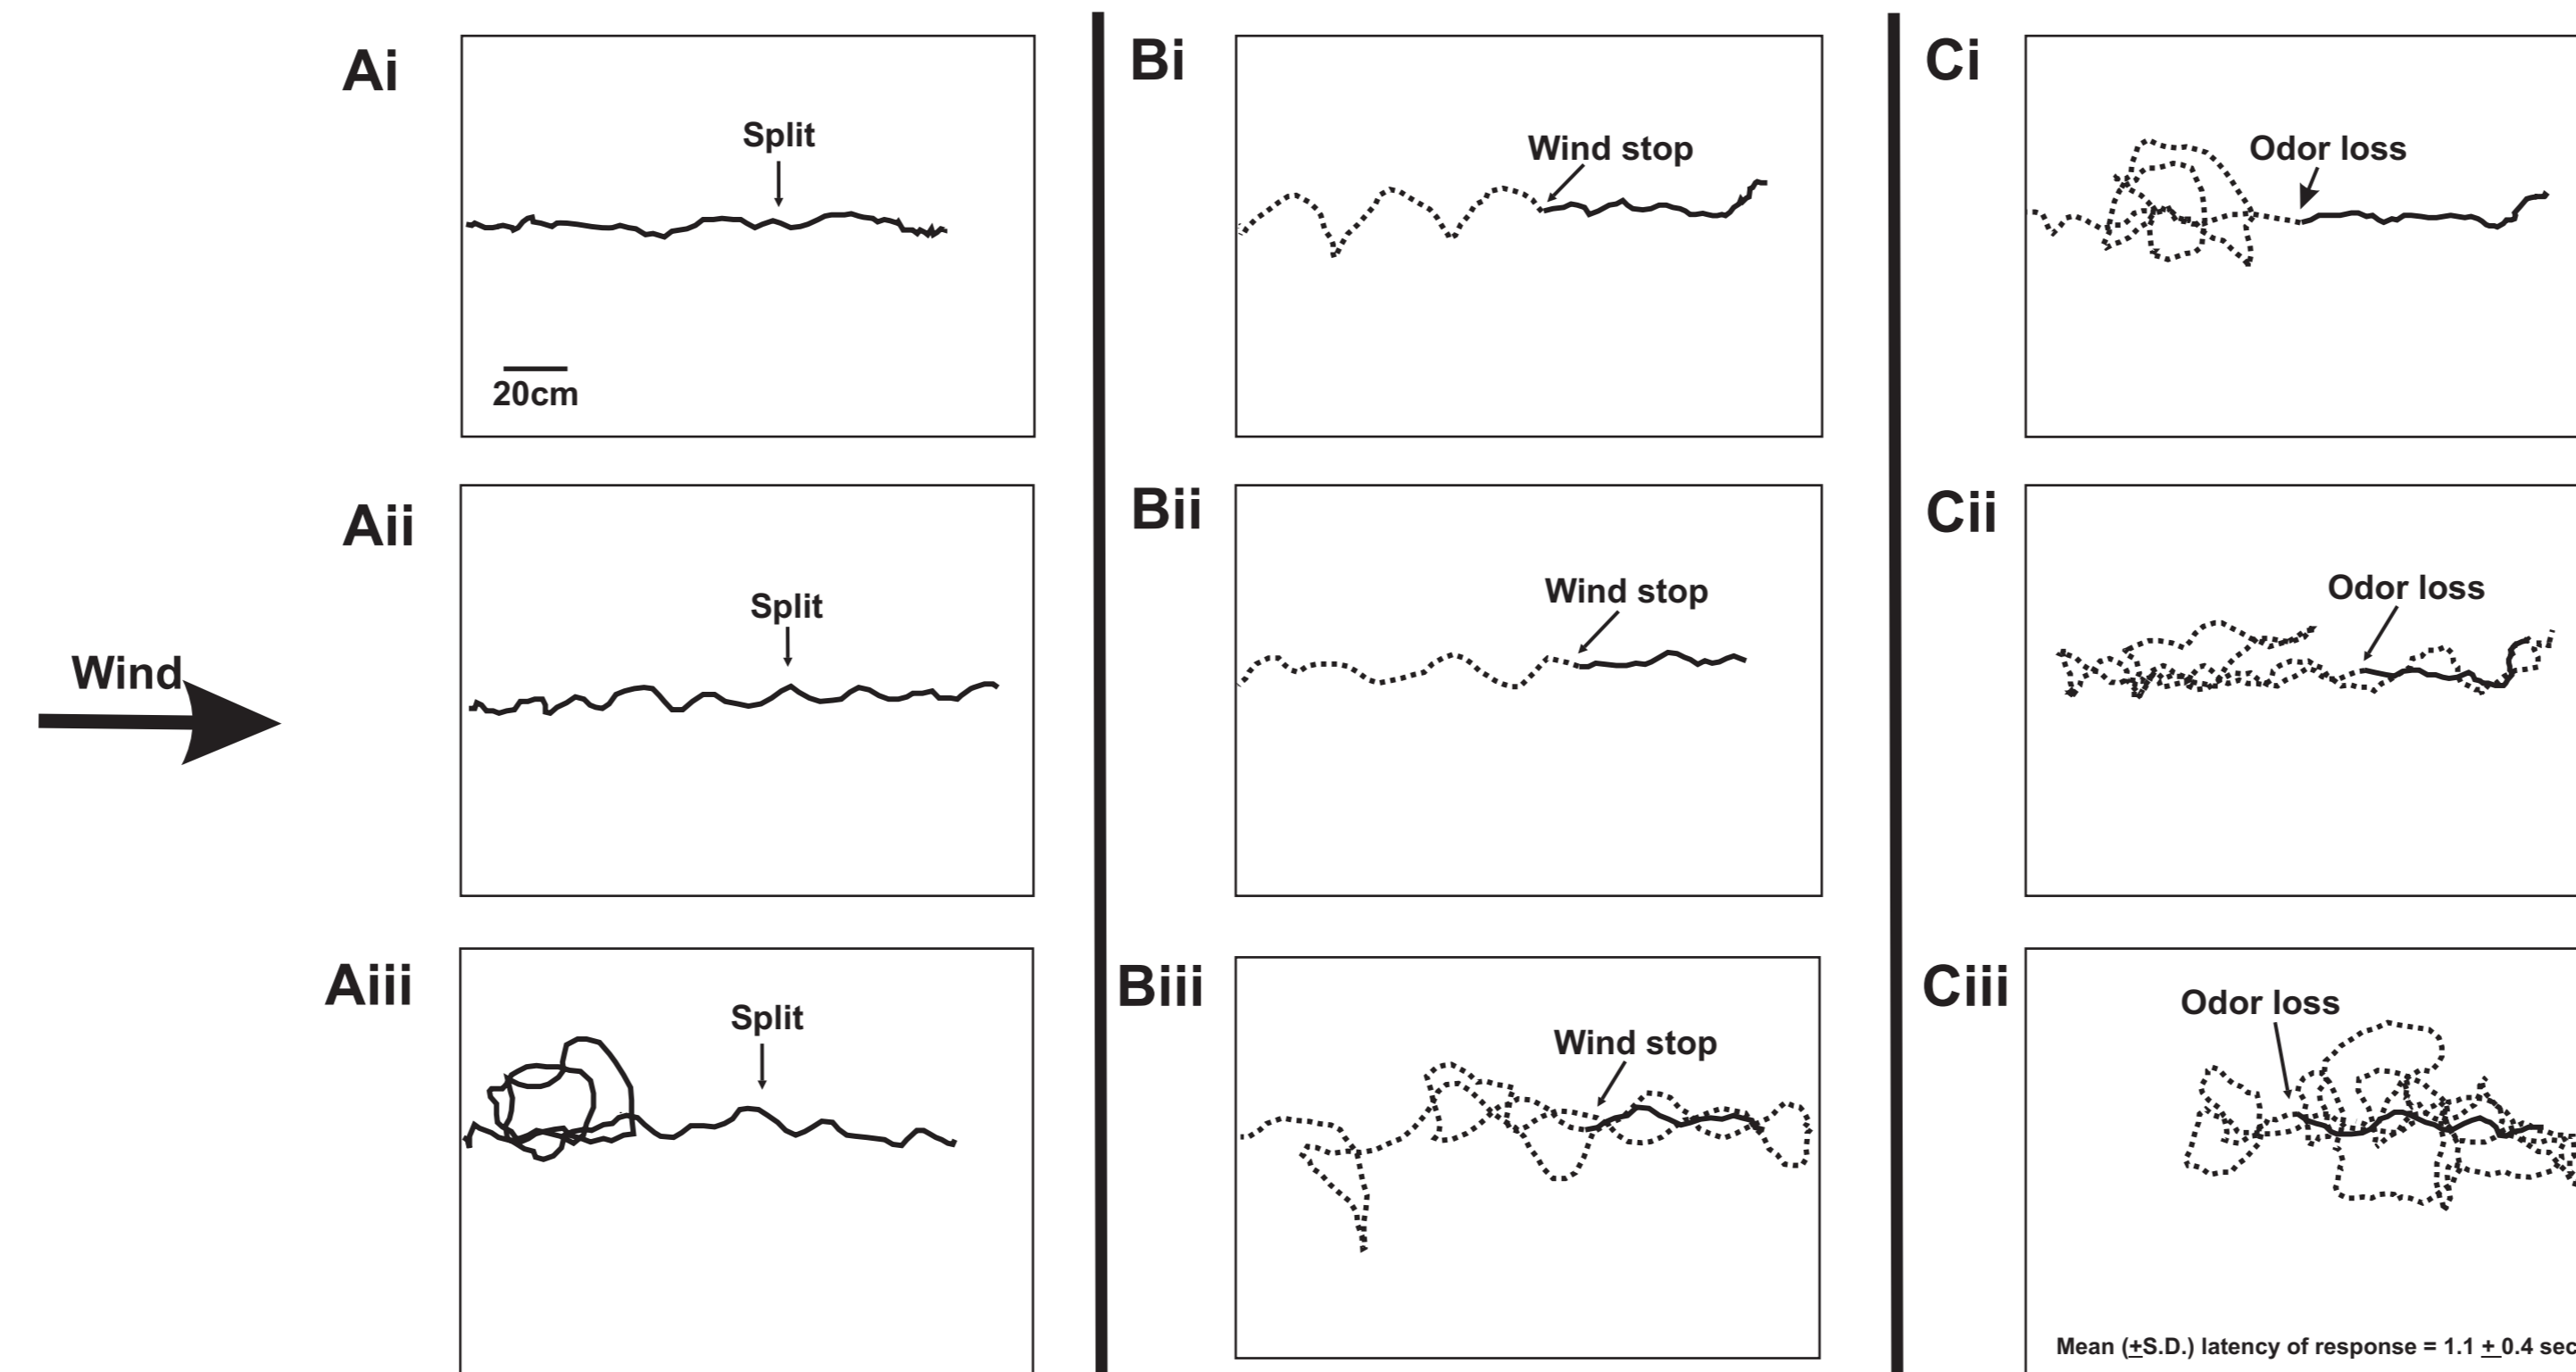 Ai
Split
20cm
Bi
Wind stop
Ci
Odor loss
Wind
Aii
Split
Bii
Wind stop
Cii
Odor loss
Aiii
Split
Biii
Wind stop
Ciii
Odor loss
Mean (±S.D.) latency of response = 1.1 ± 0.4 sec